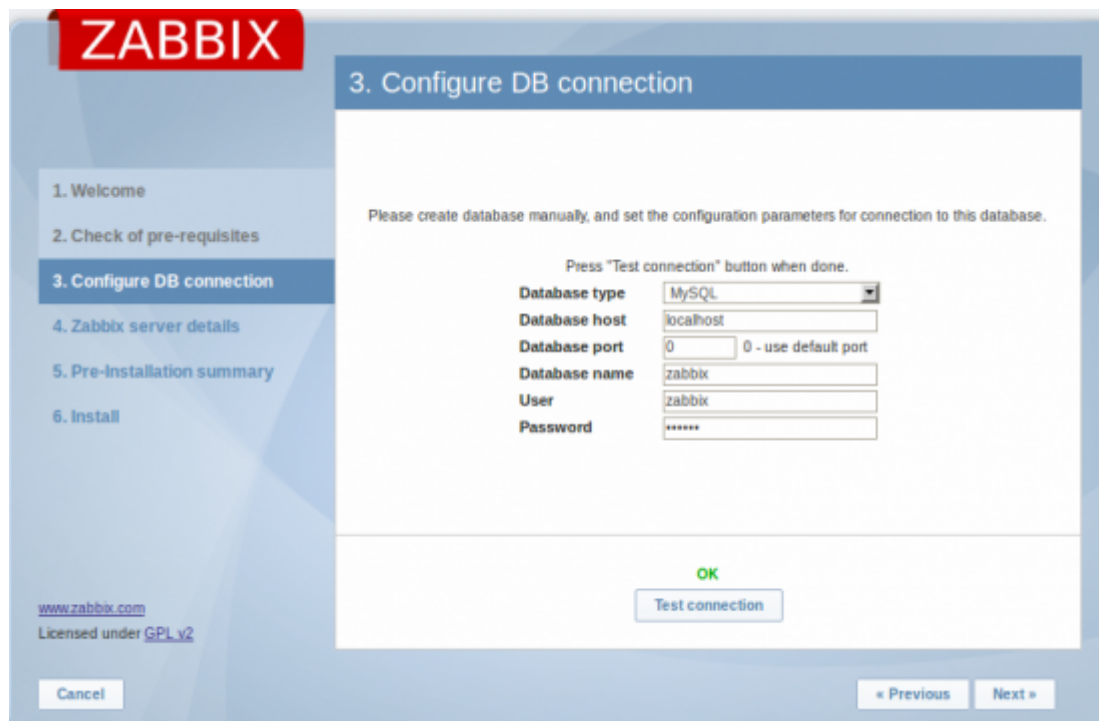 ZABBIX
3. Configure DB connection
1. Welcome
2. Check of pre-requisites
3. Configure DB connection
4. Zabbix server details
5. Pre-Installation summary
6. Install
Please create database manually, and set the configuration parameters for connection to this database.
Press "Test connection" button when done.
Database type MySQL
Database host localhost
Database port 0 0 - use default port
Database name zabbix
User zabbix
Password ••••••
OK
Test connection
www.zabbix.com
Licensed under GPL v2
Cancel
« Previous Next »